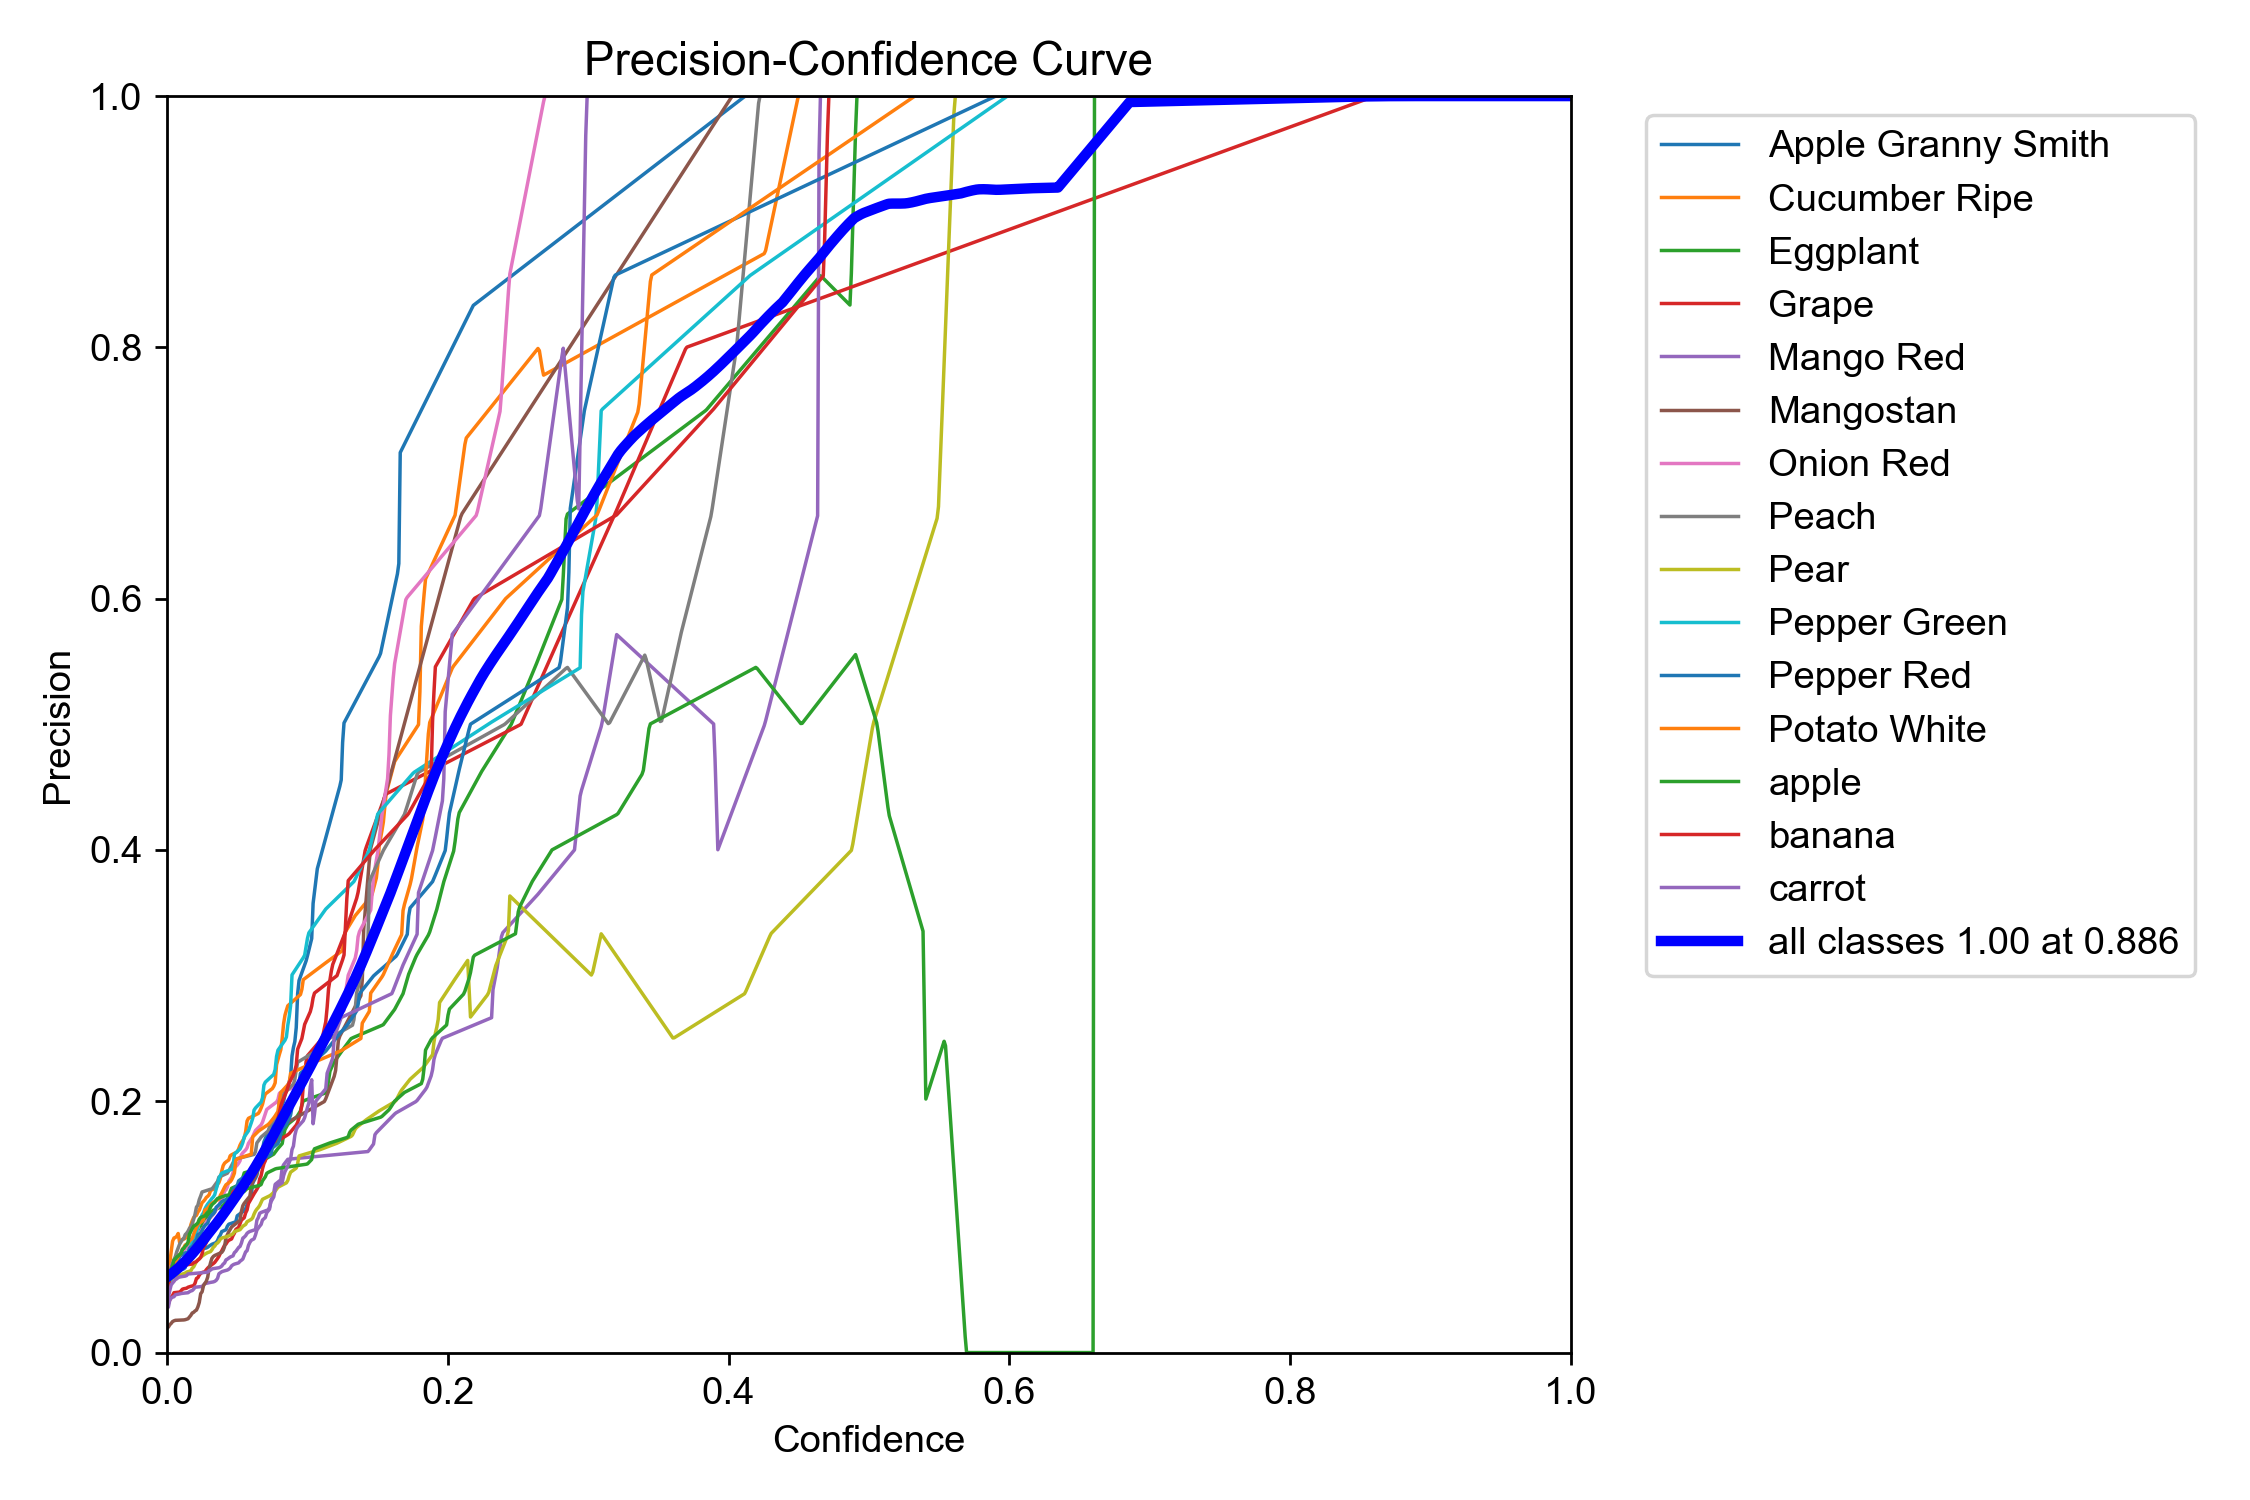 Precision-Confidence Curve
1.0
0.8
0.6
0.4
0.2
0.0
Precision
0.0 0.2 0.4 0.6 0.8 1.0
Confidence
Apple Granny Smith
Cucumber Ripe
Eggplant
Grape
Mango Red
Mangostan
Onion Red
Peach
Pear
Pepper Green
Pepper Red
Potato White
apple
banana
carrot
all classes 1.00 at 0.886